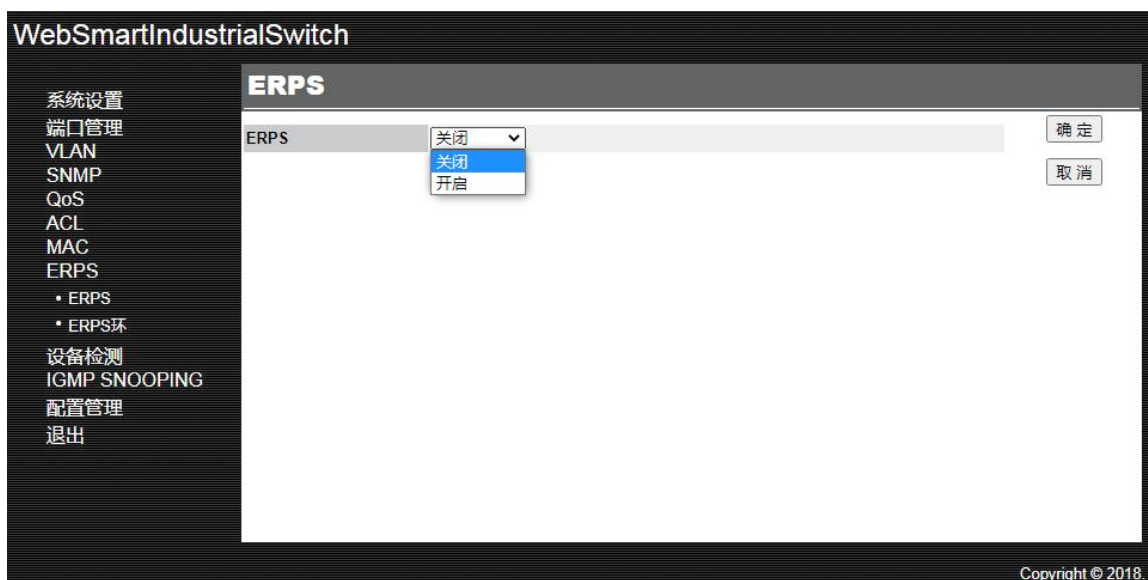 WebSmartIndustrialSwitch
系统设置
端口管理
VLAN
SNMP
QoS
ACL
MAC
ERPS
• ERPS
• ERPS环
设备检测
IGMP SNOOPING
配置管理
退出
ERPS
ERPS 关闭 确定
关闭
开启
取消
Copyright © 2018